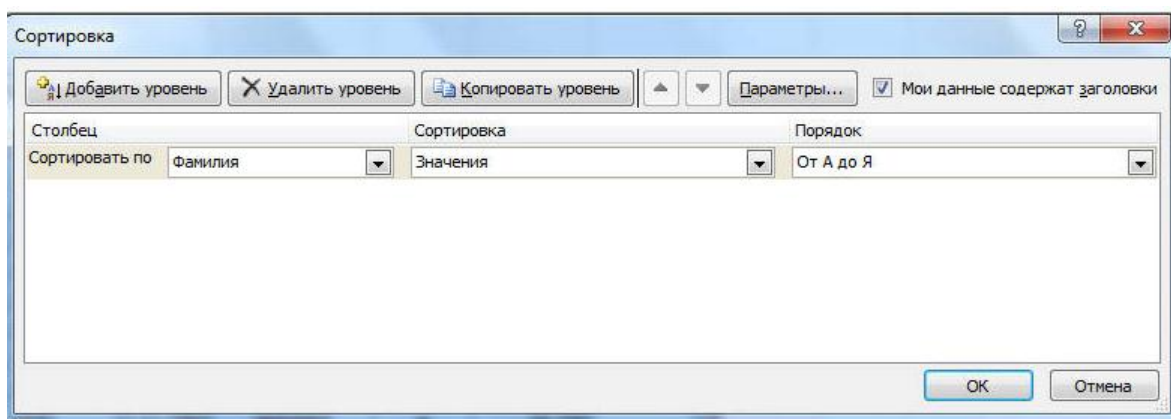 Сортировка
Добавить уровень Удалить уровень Копировать уровень Параметры... Мои данные содержат заголовки
Столбец Сортировка Порядок
Сортировать по Фамилия Значения От А до Я
ОК Отмена